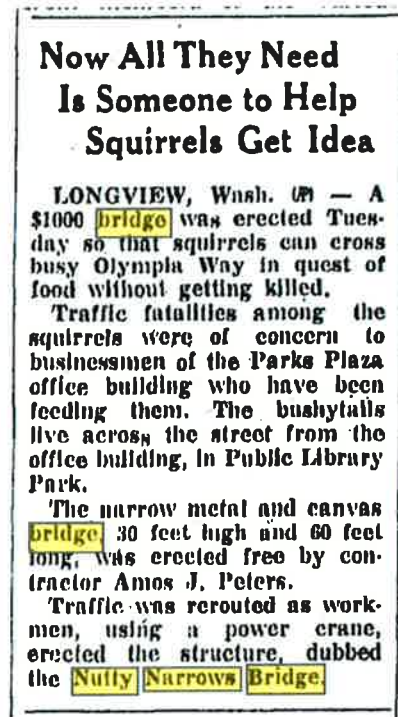 Now All They Need
Is Someone to Help
Squirrels Get Idea
LONGVIEW, Wash. (UPI) — A
$1000 bridge was erected Tues-
day so that squirrels can cross
busy Olympia Way in quest of
food without getting killed.
Traffic fatalities among the
squirrels were of concern to
businessmen of the Parks Plaza
office building who have been
feeding them. The bushytails
live across the street from the
office building, in Public Library
Park.
The narrow metal and canvas
bridge, 30 feet high and 60 feet
long, was erected free by con-
tractor Amos J. Peters.
Traffic was rerouted as work-
men, using a power crane,
erected the structure, dubbed
the Nutty Narrows Bridge.